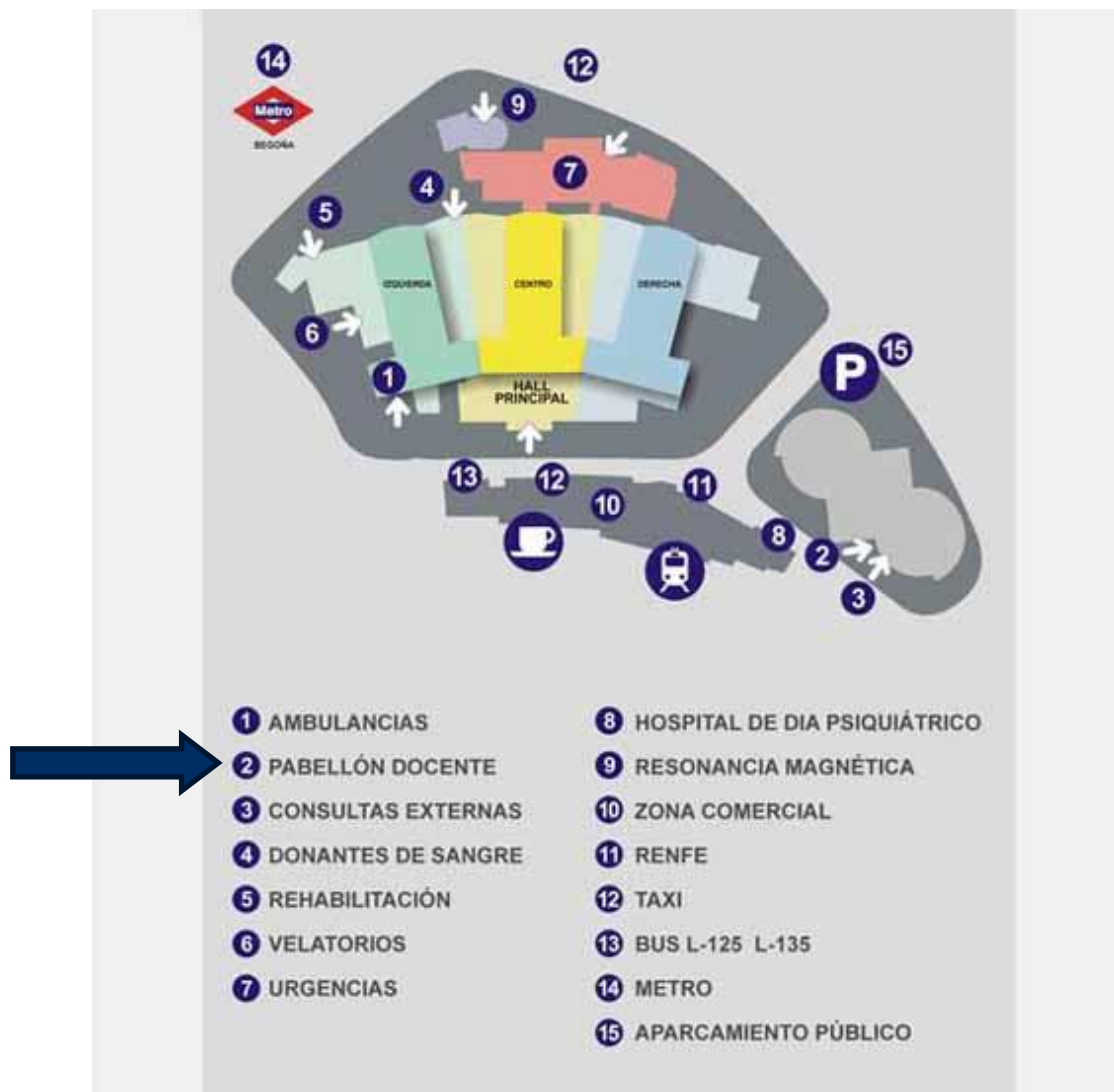 14
12
Metro
BEGOÑA
9
7
4
5
IZQUIERDA
CENTRO
DERECHA
6
15
P
1
HALL
PRINCIPAL
13
12
11
10
8
2
3
1 AMBULANCIAS
2 PABELLÓN DOCENTE
3 CONSULTAS EXTERNAS
4 DONANTES DE SANGRE
5 REHABILITACIÓN
6 VELATORIOS
7 URGENCIAS
8 HOSPITAL DE DIA PSIQUIÁTRICO
9 RESONANCIA MAGNÉTICA
10 ZONA COMERCIAL
11 RENFE
12 TAXI
13 BUS L-125 L-135
14 METRO
15 APARCAMIENTO PÚBLICO